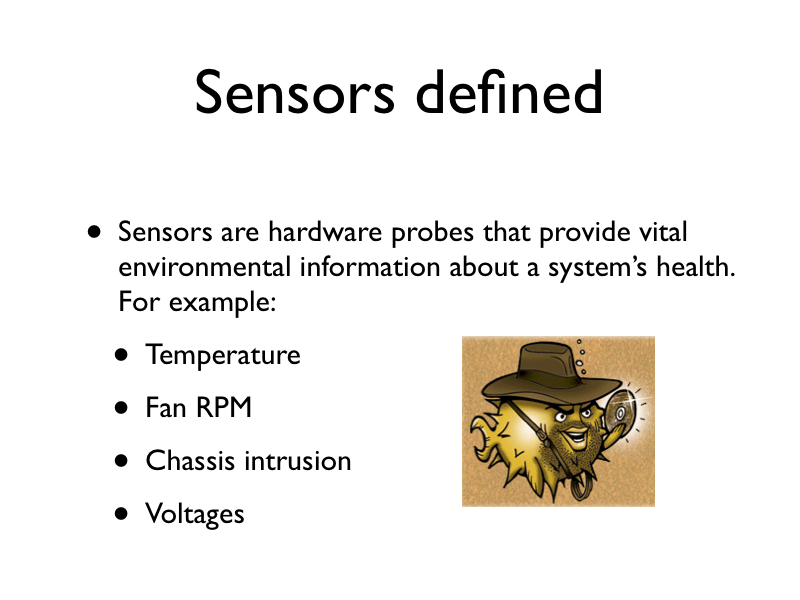 Sensors defined
• Sensors are hardware probes that provide vital
environmental information about a system’s health.
For example:
• Temperature
• Fan RPM
• Chassis intrusion
• Voltages